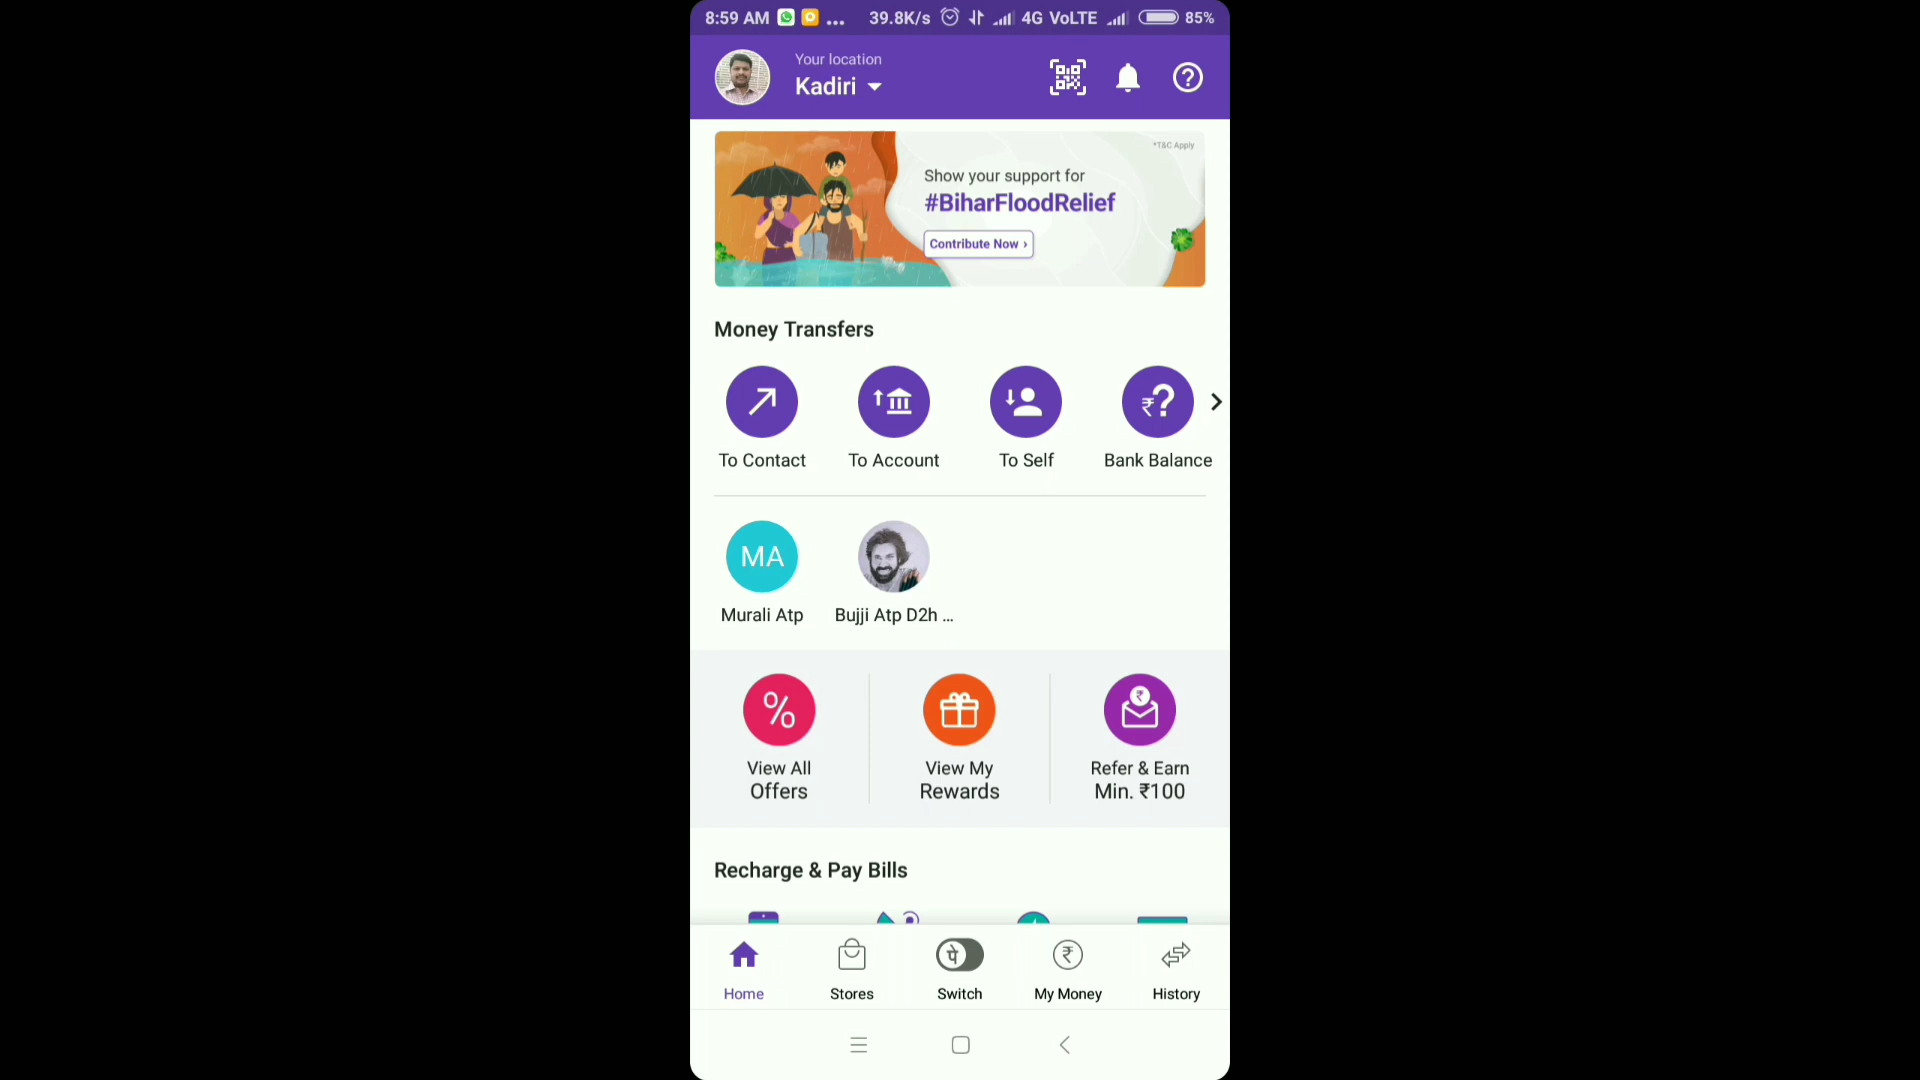 8:59 AM ... 39.8K/s 4G VoLTE 85%
Your location
Kadiri
*T&C Apply
Show your support for
#BiharFloodRelief
Contribute Now ›
Money Transfers
To Contact To Account To Self Bank Balance
MA
Murali Atp Bujji Atp D2h ...
View All View My Refer & Earn
Offers Rewards Min. ₹100
Recharge & Pay Bills
पे
Home Stores Switch My Money History